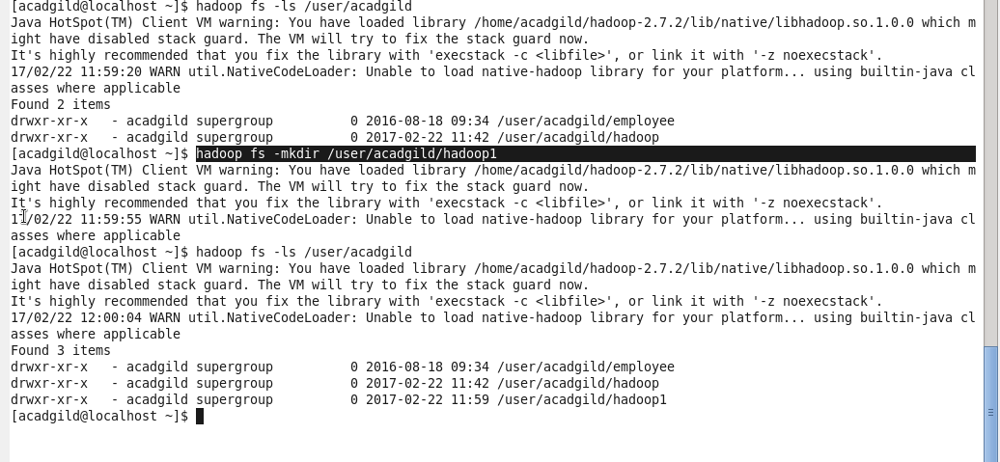 [acadgild@localhost ~]$ hadoop fs -ls /user/acadgild
Java HotSpot(TM) Client VM warning: You have loaded library /home/acadgild/hadoop-2.7.2/lib/native/libhadoop.so.1.0.0 which m
ight have disabled stack guard. The VM will try to fix the stack guard now.
It's highly recommended that you fix the library with 'execstack -c <libfile>', or link it with '-z noexecstack'.
17/02/22 11:59:20 WARN util.NativeCodeLoader: Unable to load native-hadoop library for your platform... using builtin-java cl
asses where applicable
Found 2 items
drwxr-xr-x   - acadgild supergroup          0 2016-08-18 09:34 /user/acadgild/employee
drwxr-xr-x   - acadgild supergroup          0 2017-02-22 11:42 /user/acadgild/hadoop
[acadgild@localhost ~]$ hadoop fs -mkdir /user/acadgild/hadoop1
Java HotSpot(TM) Client VM warning: You have loaded library /home/acadgild/hadoop-2.7.2/lib/native/libhadoop.so.1.0.0 which m
ight have disabled stack guard. The VM will try to fix the stack guard now.
It's highly recommended that you fix the library with 'execstack -c <libfile>', or link it with '-z noexecstack'.
17/02/22 11:59:55 WARN util.NativeCodeLoader: Unable to load native-hadoop library for your platform... using builtin-java cl
asses where applicable
[acadgild@localhost ~]$ hadoop fs -ls /user/acadgild
Java HotSpot(TM) Client VM warning: You have loaded library /home/acadgild/hadoop-2.7.2/lib/native/libhadoop.so.1.0.0 which m
ight have disabled stack guard. The VM will try to fix the stack guard now.
It's highly recommended that you fix the library with 'execstack -c <libfile>', or link it with '-z noexecstack'.
17/02/22 12:00:04 WARN util.NativeCodeLoader: Unable to load native-hadoop library for your platform... using builtin-java cl
asses where applicable
Found 3 items
drwxr-xr-x   - acadgild supergroup          0 2016-08-18 09:34 /user/acadgild/employee
drwxr-xr-x   - acadgild supergroup          0 2017-02-22 11:42 /user/acadgild/hadoop
drwxr-xr-x   - acadgild supergroup          0 2017-02-22 11:59 /user/acadgild/hadoop1
[acadgild@localhost ~]$